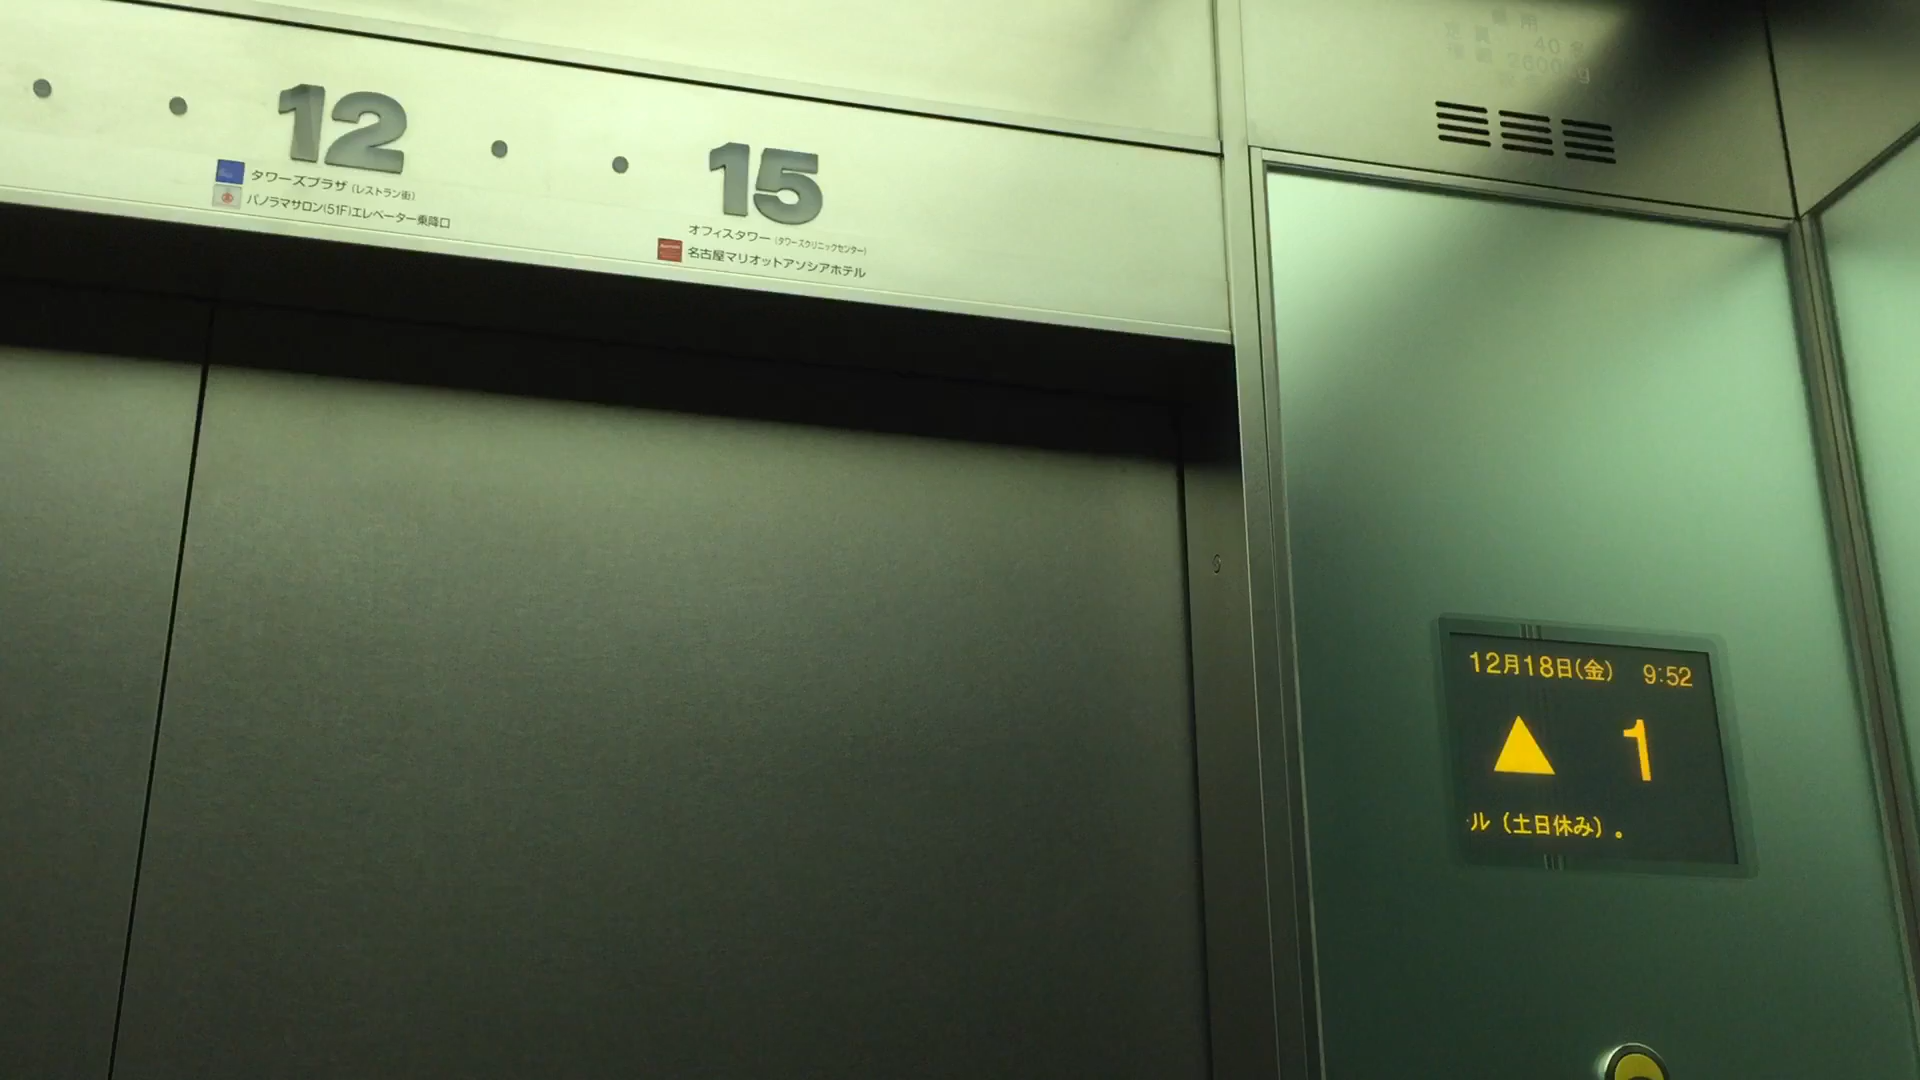 12
タワーズプラザ (レストラン街)
パノラマサロン(51F)エレベーター乗降口
15
オフィスタワー (タワーズクリニックセンター)
名古屋マリオットアソシアホテル
40名
2600kg
12月18日(金) 9:52
▲ 1
ル (土日休み) 。